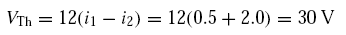 V_Th = 12(i_1 − i_2) = 12(0.5 + 2.0) = 30 V